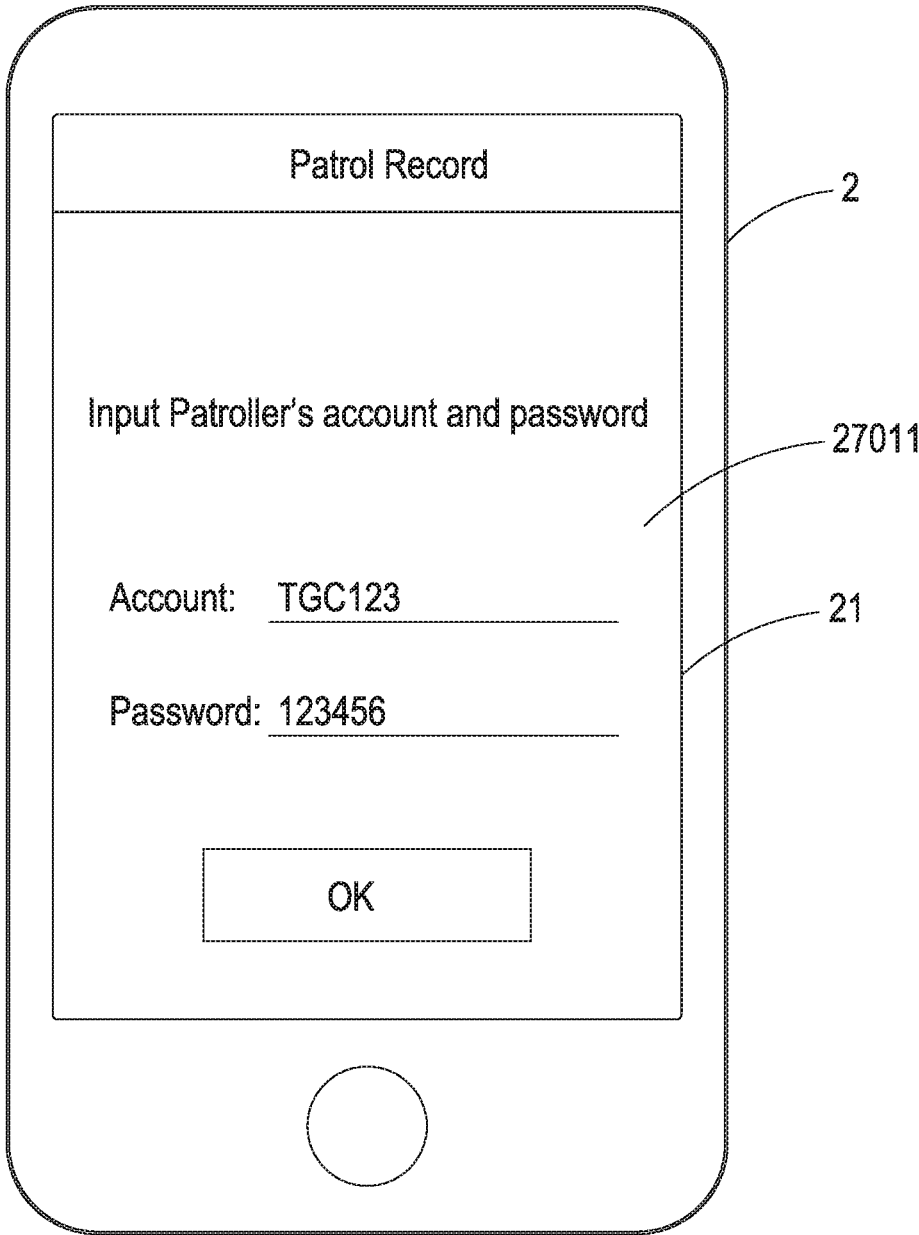 Patrol Record
2
Input Patroller's account and password
27011
Account: TGC123
21
Password: 123456
OK